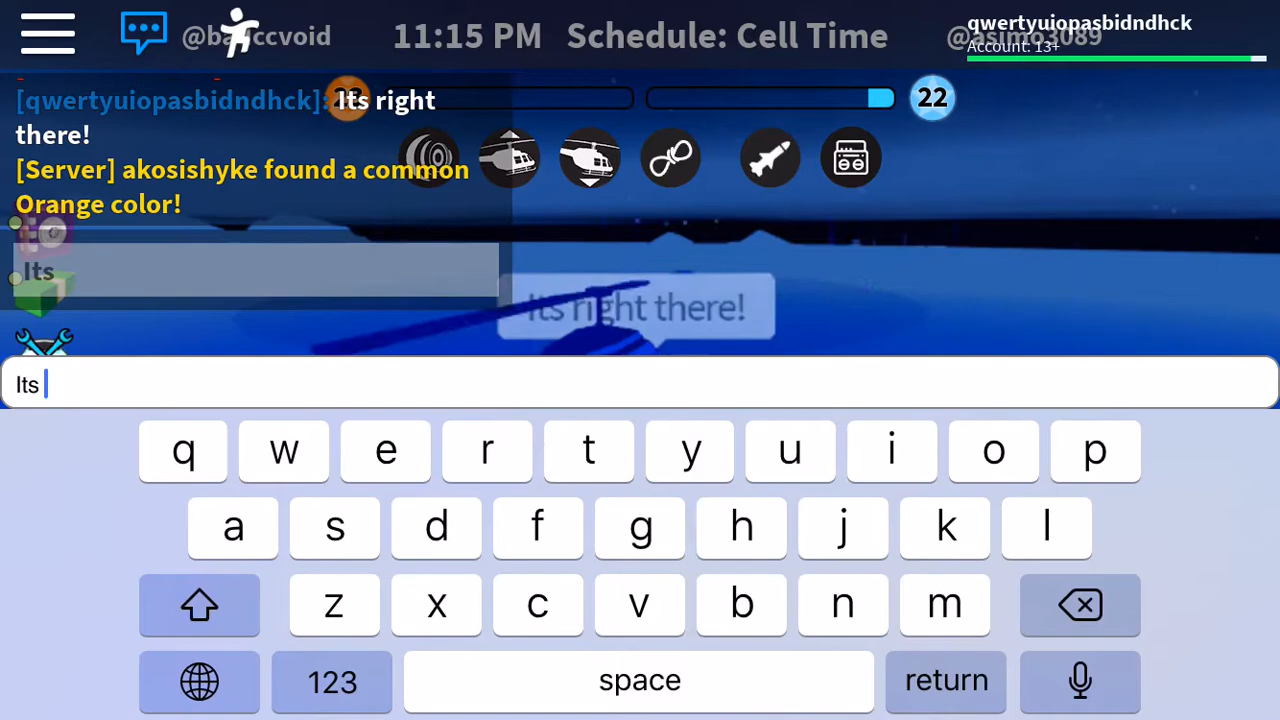 @badccvoid 11:15 PM Schedule: Cell Time @asimo3089 qwertyuiopasbidndhck
Account: 13+
[qwertyuiopasbidndhck]: Its right
there!
22
[Server] akosishyke found a common
Orange color!
Its
Its right there!
Its
q w e r t y u i o p
a s d f g h j k l
z x c v b n m
123 space return